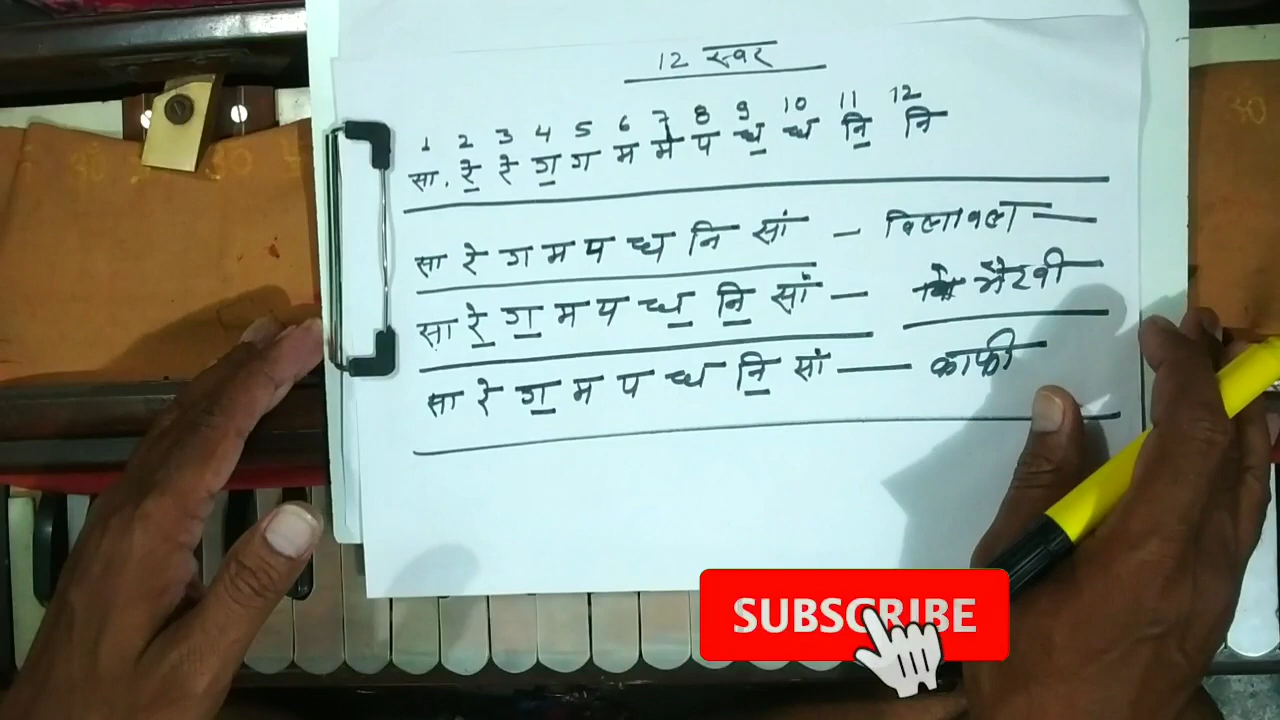 12 स्वर
1 2 3 4 5 6 7 8 9 10 11 12
सा. रे॒ रे ग॒ ग म म॑ प ध॒ ध नि॒ नि
सा रे ग म प ध नि सां – बिलावल
सा रे॒ ग॒ म प ध॒ नि॒ सां – भैरवी
सा रे ग॒ म प ध नि॒ सां – काफी
SUBSCRIBE